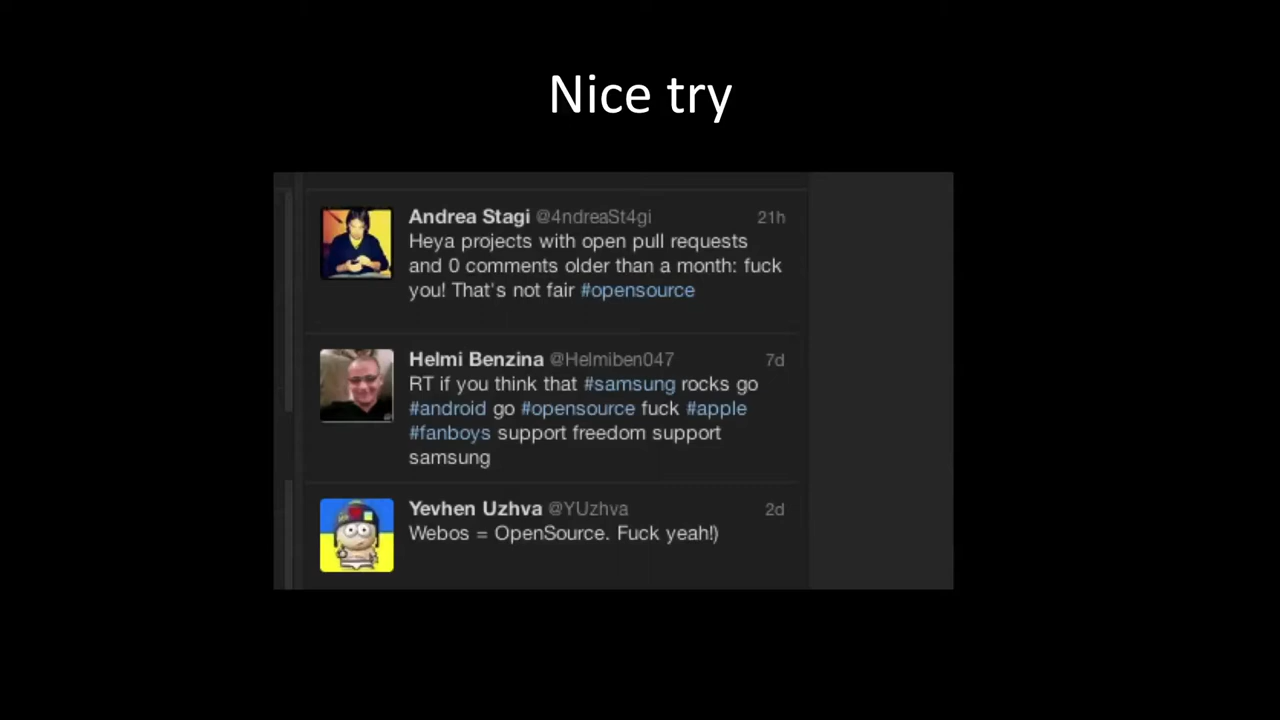 Nice try
Andrea Stagi @4ndreaSt4gi 21h
Heya projects with open pull requests
and 0 comments older than a month: fuck
you! That's not fair #opensource
Helmi Benzina @Helmiben047 7d
RT if you think that #samsung rocks go
#android go #opensource fuck #apple
#fanboys support freedom support
samsung
Yevhen Uzhva @YUzhva 2d
Webos = OpenSource. Fuck yeah!)